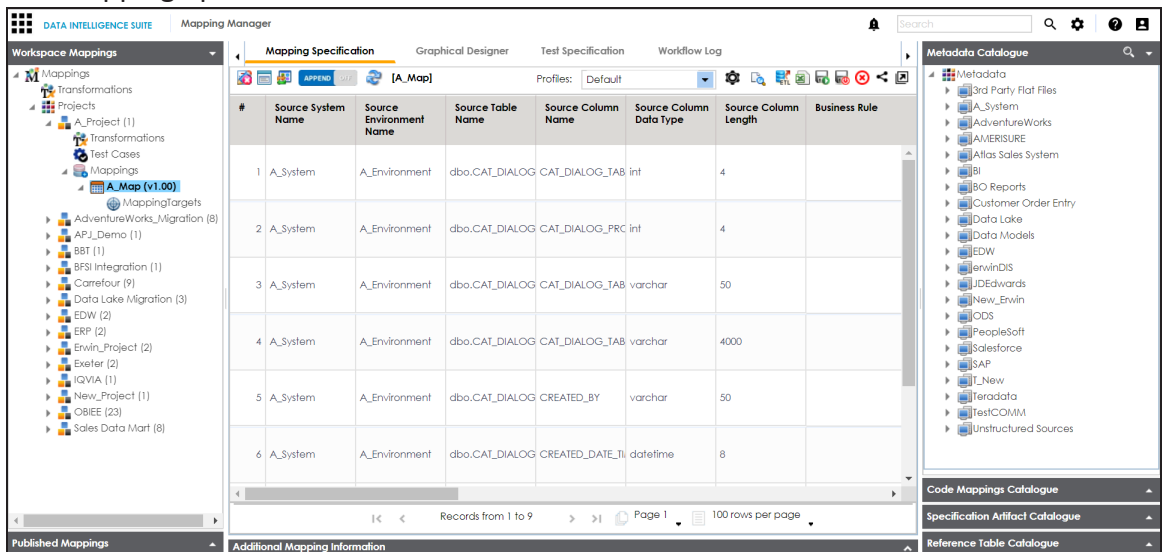 DATA INTELLIGENCE SUITE Mapping Manager Search
Workspace Mappings
Mappings
Transformations
Projects
A_Project (1)
Transformations
Test Cases
Mappings
A_Map (v1.00)
MappingTargets
AdventureWorks_Migration (8)
APJ_Demo (1)
BBT (1)
BFSI Integration (1)
Carrefour (9)
Data Lake Migration (3)
EDW (2)
ERP (2)
Erwin_Project (2)
Exeter (2)
IQVIA (1)
New_Project (1)
OBIEE (23)
Sales Data Mart (8)
Published Mappings
Mapping Specification Graphical Designer Test Specification Workflow Log
APPEND OFF [A_Map] Profiles: Default
# Source System Name Source Environment Name Source Table Name Source Column Name Source Column Data Type Source Column Length Business Rule
1 A_System A_Environment dbo.CAT_DIALOG CAT_DIALOG_TAB int 4
2 A_System A_Environment dbo.CAT_DIALOG CAT_DIALOG_PRO int 4
3 A_System A_Environment dbo.CAT_DIALOG CAT_DIALOG_TAB varchar 50
4 A_System A_Environment dbo.CAT_DIALOG CAT_DIALOG_TAB varchar 4000
5 A_System A_Environment dbo.CAT_DIALOG CREATED_BY varchar 50
6 A_System A_Environment dbo.CAT_DIALOG CREATED_DATE_TI datetime 8
Records from 1 to 9 Page 1 100 rows per page
Additional Mapping Information
Metadata Catalogue
Metadata
3rd Party Flat Files
A_System
AdventureWorks
AMERISURE
Atlas Sales System
BI
BO Reports
Customer Order Entry
Data Lake
Data Models
EDW
erwinDIS
JDEdwards
New_Erwin
ODS
PeopleSoft
Salesforce
SAP
T_New
Teradata
TestCOMM
Unstructured Sources
Code Mappings Catalogue
Specification Artifact Catalogue
Reference Table Catalogue